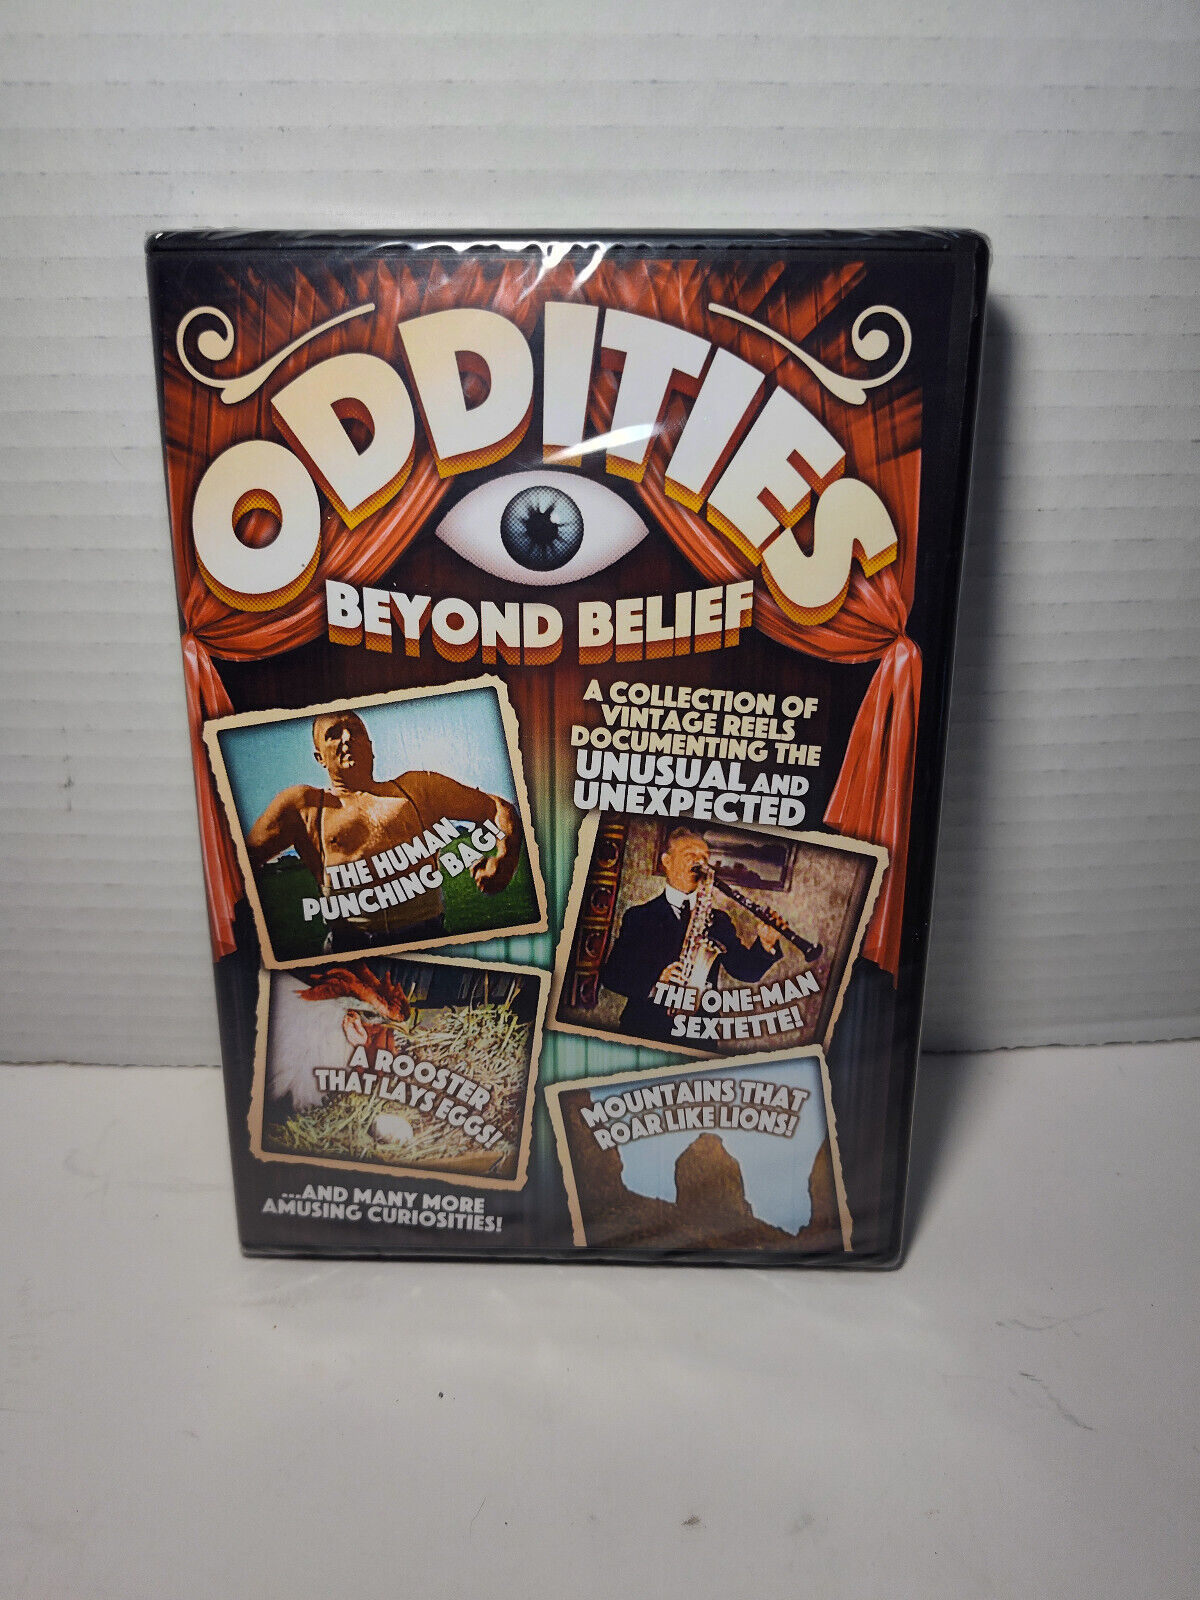 ODDITIES
BEYOND BELIEF
A COLLECTION OF
VINTAGE REELS
DOCUMENTING THE
UNUSUAL AND
UNEXPECTED
THE HUMAN
PUNCHING BAG!
THE ONE-MAN
SEXTETTE!
A ROOSTER
THAT LAYS EGGS!
MOUNTAINS THAT
ROAR LIKE LIONS!
...AND MANY MORE
AMUSING CURIOSITIES!